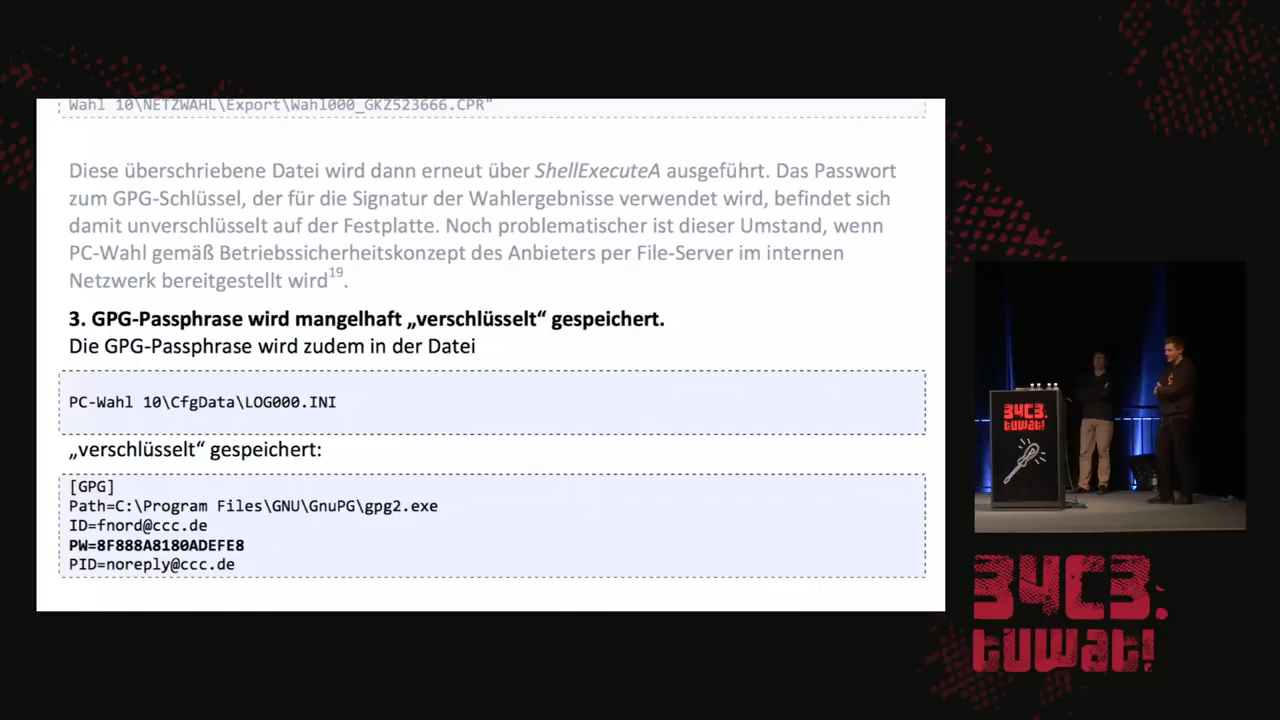 Wahl 10\NETZWAHL\Export\Wahl000_GKZ523666.CPR"
Diese überschriebene Datei wird dann erneut über ShellExecuteA ausgeführt. Das Passwort
zum GPG-Schlüssel, der für die Signatur der Wahlergebnisse verwendet wird, befindet sich
damit unverschlüsselt auf der Festplatte. Noch problematischer ist dieser Umstand, wenn
PC-Wahl gemäß Betriebssicherheitskonzept des Anbieters per File-Server im internen
Netzwerk bereitgestellt wird19.
3. GPG-Passphrase wird mangelhaft „verschlüsselt“ gespeichert.
Die GPG-Passphrase wird zudem in der Datei
PC-Wahl 10\CfgData\LOG000.INI
„verschlüsselt“ gespeichert:
[GPG]
Path=C:\Program Files\GNU\GnuPG\gpg2.exe
ID=fnord@ccc.de
PW=8F888A8180ADEFE8
PID=noreply@ccc.de
34C3.
tuwat!
34C3.
tuwat!